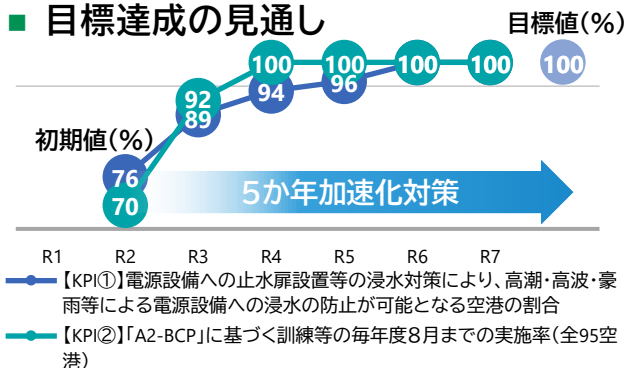 ■ 目標達成の見通し
目標値(%)
100 100 100 100 100
92
94 96
89
初期値(%)
76
70
5か年加速化対策
R1 R2 R3 R4 R5 R6 R7
【KPI①】電源設備への止水扉設置等の浸水対策により、高潮・高波・豪
雨等による電源設備への浸水の防止が可能となる空港の割合
【KPI②】「A2-BCP」に基づく訓練等の毎年度8月までの実施率(全95空
港)